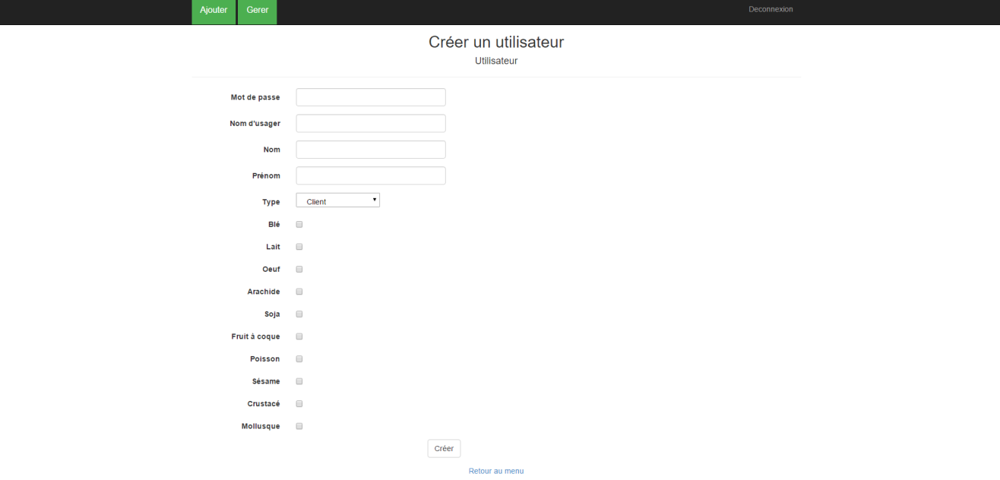 Ajouter Gerer Deconnexion
Créer un utilisateur
Utilisateur
Mot de passe
Nom d'usager
Nom
Prénom
Type Client
Blé
Lait
Oeuf
Arachide
Soja
Fruit à coque
Poisson
Sésame
Crustacé
Mollusque
Créer
Retour au menu